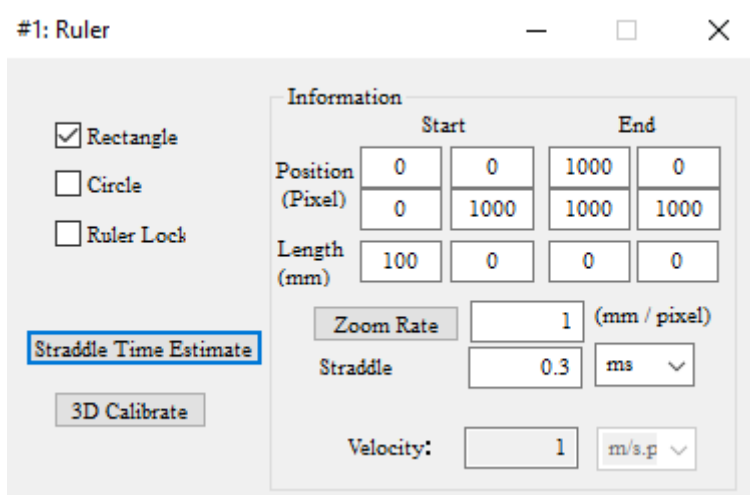 #1: Ruler
Information
Start End
Rectangle
Circle
Ruler Lock
Position
(Pixel)
0 0 1000 0
0 1000 1000 1000
Length
(mm)
100 0 0 0
Zoom Rate 1 (mm / pixel)
Straddle Time Estimate
Straddle 0.3 ms
3D Calibrate
Velocity: 1 m/s.p